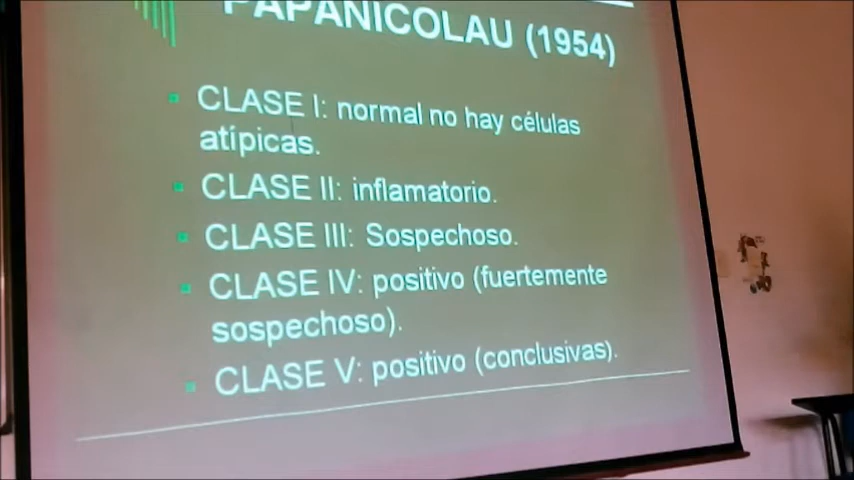 PAPANICOLAU (1954)
CLASE I: normal no hay células
atípicas.
CLASE II: inflamatorio.
CLASE III: Sospechoso.
CLASE IV: positivo (fuertemente
sospechoso).
CLASE V: positivo (conclusivas).